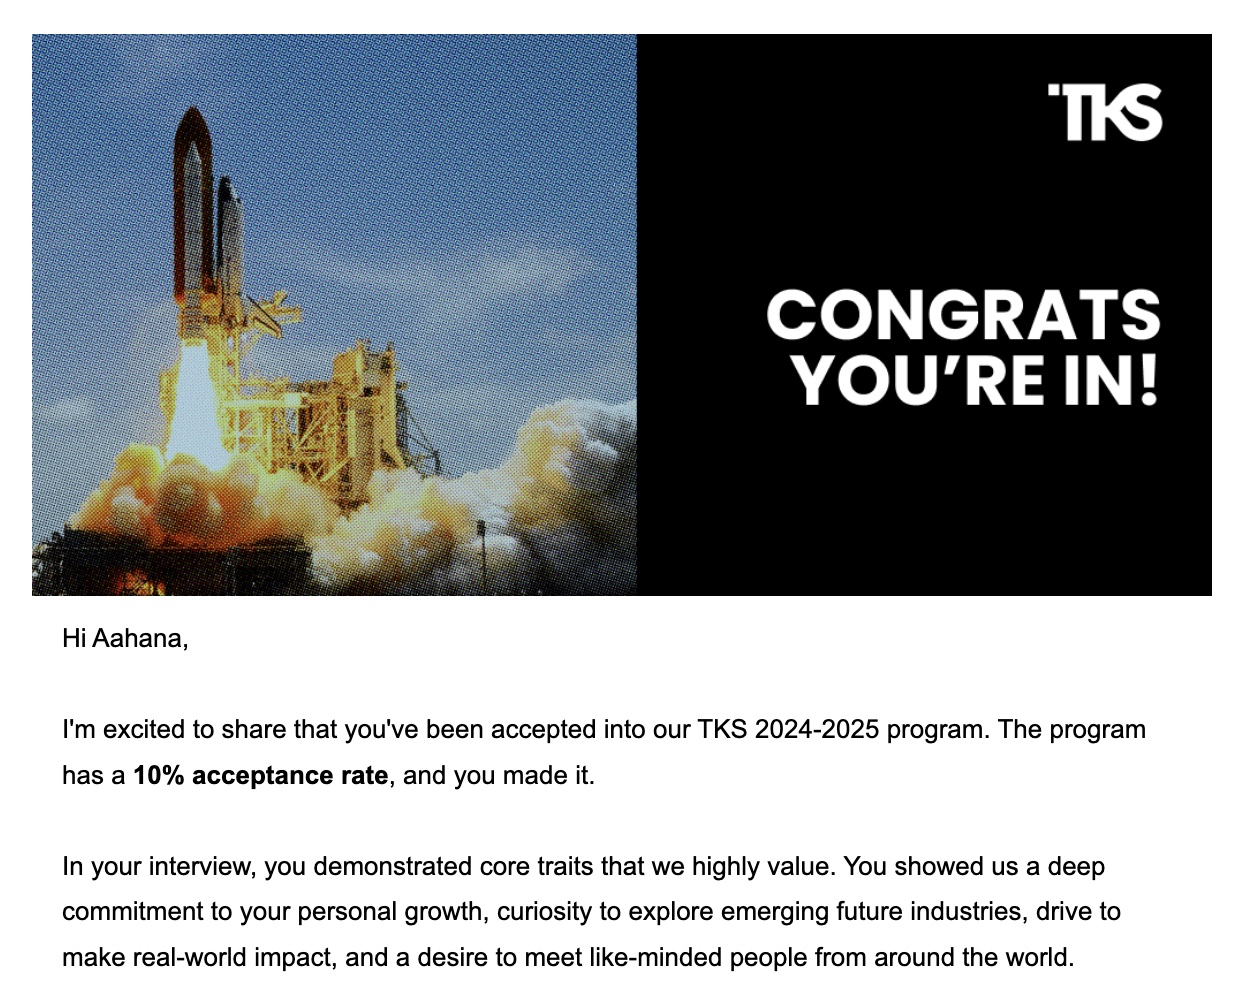 TKS
CONGRATS
YOU'RE IN!
Hi Aahana,
I'm excited to share that you've been accepted into our TKS 2024-2025 program. The program
has a 10% acceptance rate, and you made it.
In your interview, you demonstrated core traits that we highly value. You showed us a deep
commitment to your personal growth, curiosity to explore emerging future industries, drive to
make real-world impact, and a desire to meet like-minded people from around the world.